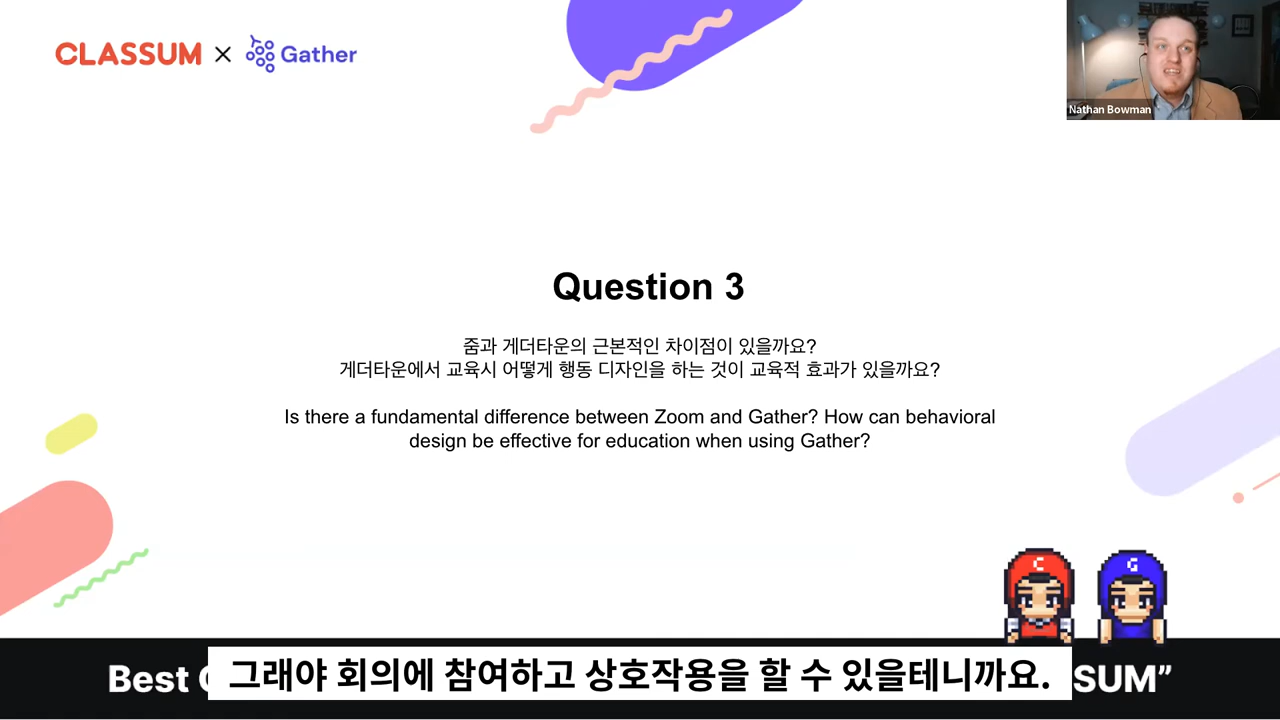 CLASSUM × Gather
Nathan Bowman
Question 3
줌과 게더타운의 근본적인 차이점이 있을까요?
게더타운에서 교육시 어떻게 행동 디자인을 하는 것이 교육적 효과가 있을까요?
Is there a fundamental difference between Zoom and Gather? How can behavioral
design be effective for education when using Gather?
C G
Best
그래야 회의에 참여하고 상호작용을 할 수 있을테니까요.
SUM”